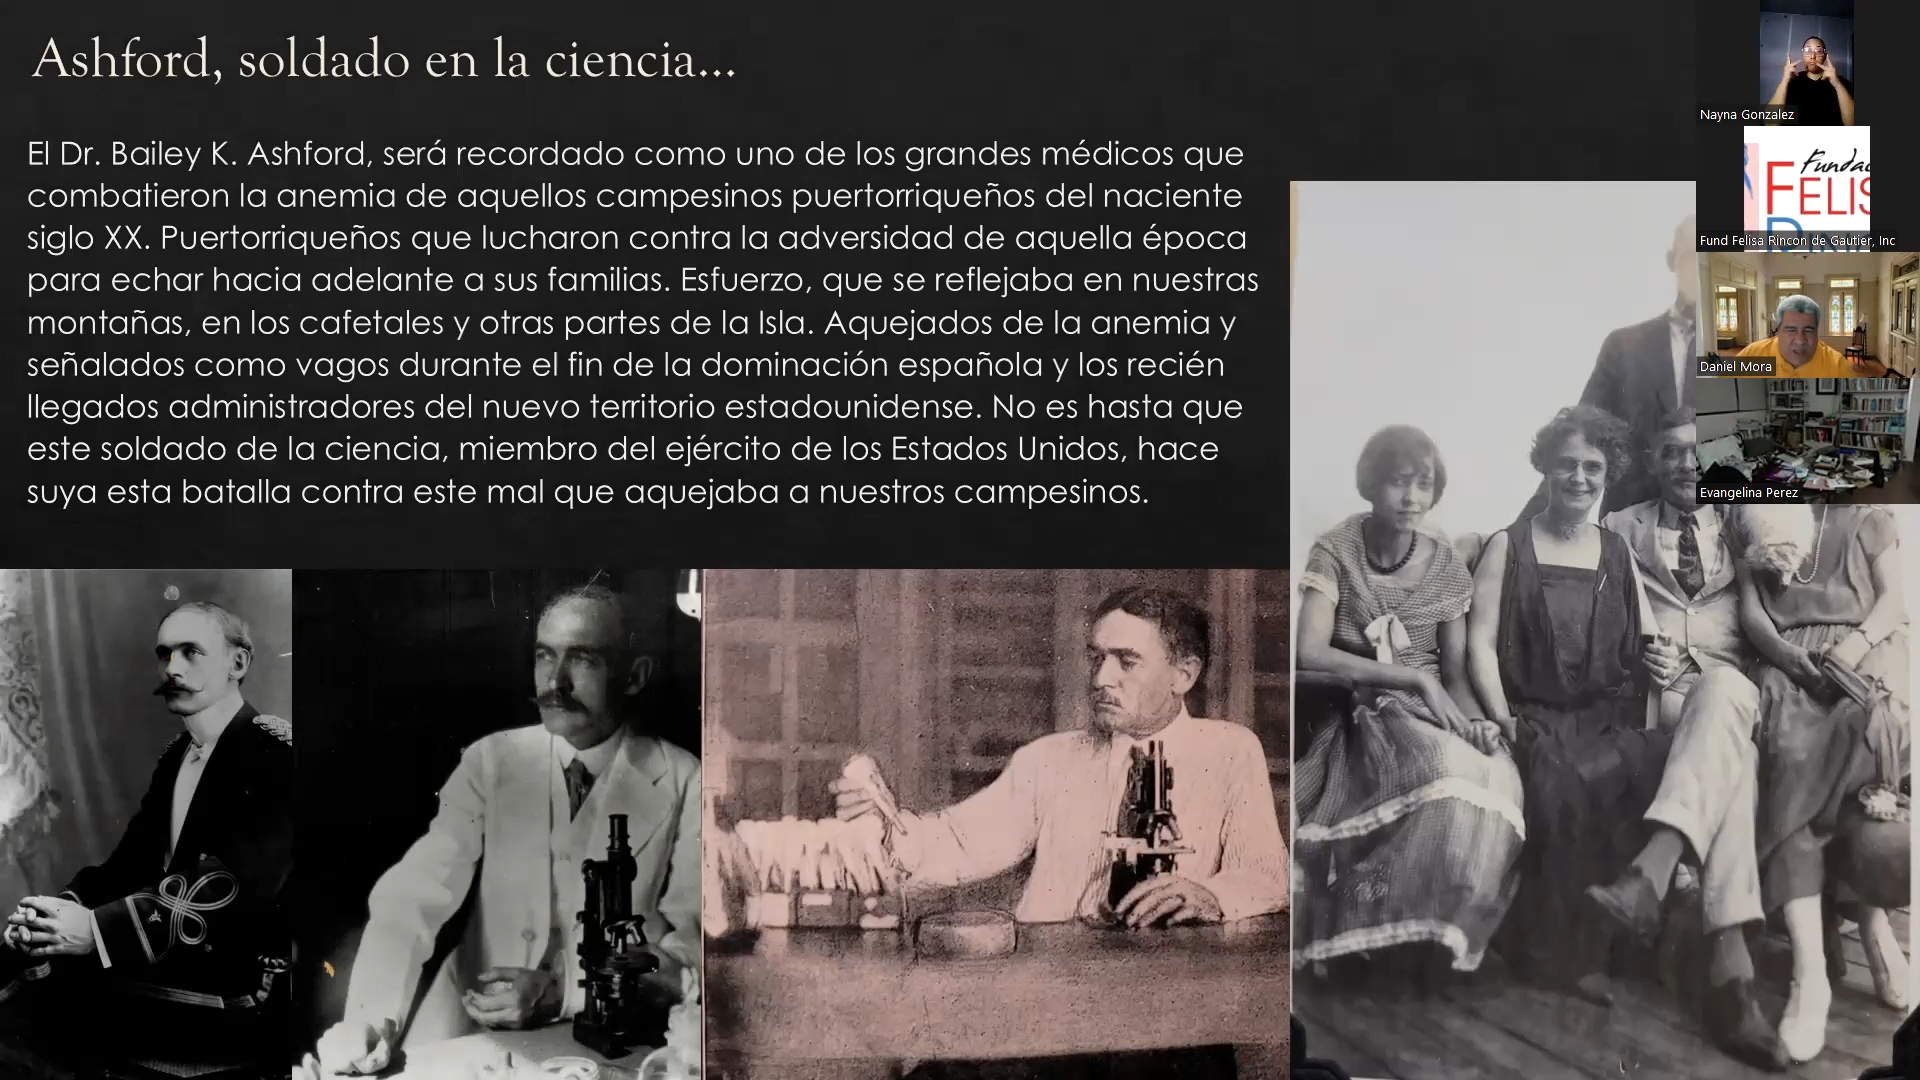 Ashford, soldado en la ciencia...
El Dr. Bailey K. Ashford, será recordado como uno de los grandes médicos que
combatieron la anemia de aquellos campesinos puertorriqueños del naciente
siglo XX. Puertorriqueños que lucharon contra la adversidad de aquella época
para echar hacia adelante a sus familias. Esfuerzo, que se reflejaba en nuestras
montañas, en los cafetales y otras partes de la Isla. Aquejados de la anemia y
señalados como vagos durante el fin de la dominación española y los recién
llegados administradores del nuevo territorio estadounidense. No es hasta que
este soldado de la ciencia, miembro del ejército de los Estados Unidos, hace
suya esta batalla contra este mal que aquejaba a nuestros campesinos.
Nayna Gonzalez
Fundac
FELIS
Fund Felisa Rincon de Gautier, Inc
Daniel Mora
Evangelina Perez